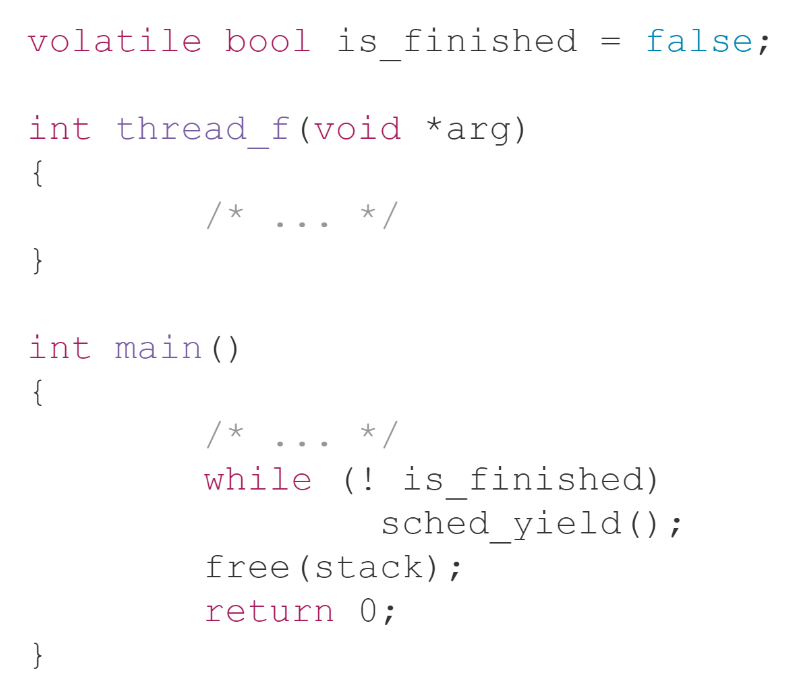 volatile bool is_finished = false;
int thread_f(void *arg)
{
/* ... */
}
int main()
{
/* ... */
while (! is_finished)
sched_yield();
free(stack);
return 0;
}